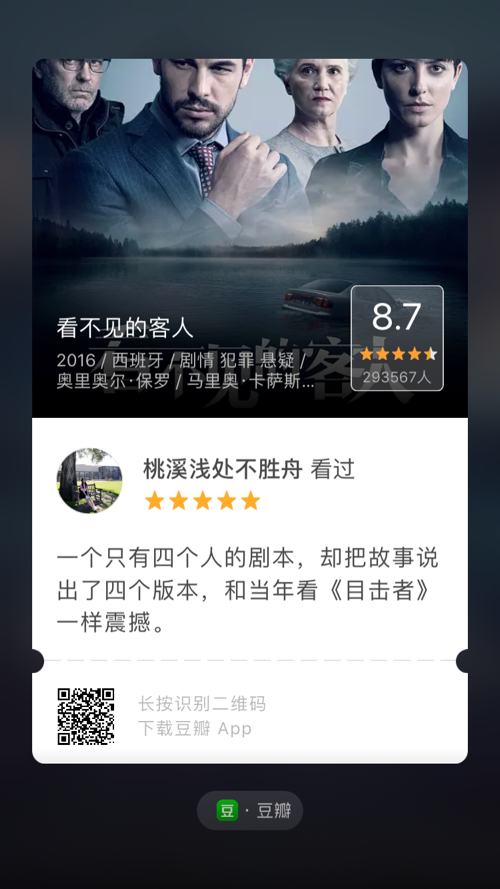 看不见的客人
2016 / 西班牙 / 剧情 犯罪 悬疑 /
奥里奥尔·保罗 / 马里奥·卡萨斯...
8.7
293567人
桃溪浅处不胜舟 看过
一个只有四个人的剧本，却把故事说
出了四个版本，和当年看《目击者》
一样震撼。
长按识别二维码
下载豆瓣 App
豆 · 豆瓣